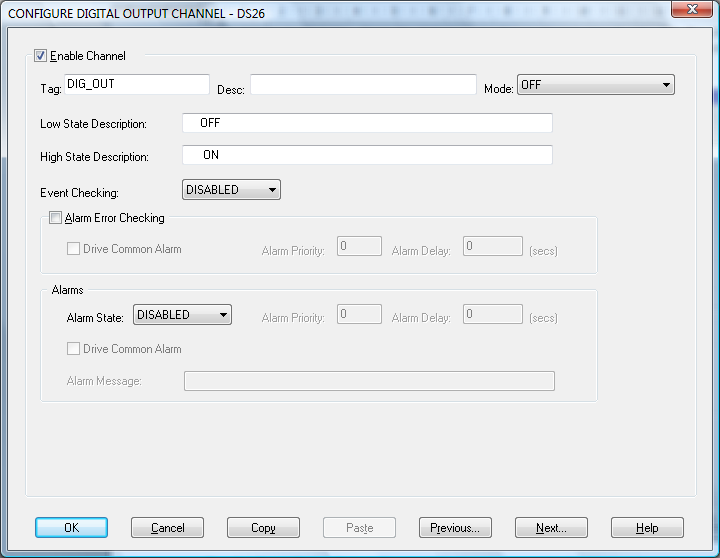 CONFIGURE DIGITAL OUTPUT CHANNEL - DS26
Enable Channel
Tag: DIG_OUT Desc: Mode: OFF
Low State Description: OFF
High State Description: ON
Event Checking: DISABLED
Alarm Error Checking
Drive Common Alarm Alarm Priority: 0 Alarm Delay: 0 (secs)
Alarms
Alarm State: DISABLED Alarm Priority: 0 Alarm Delay: 0 (secs)
Drive Common Alarm
Alarm Message:
OK Cancel Copy Paste Previous... Next... Help